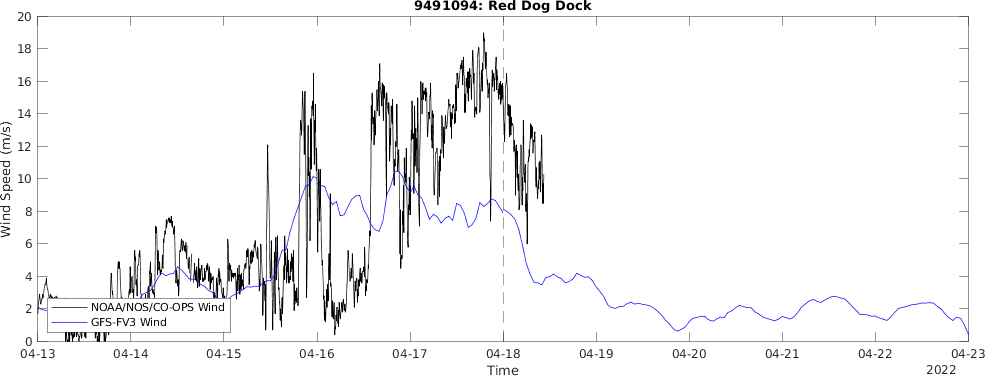 9491094: Red Dog Dock
20
18
16
14
12
10
8
6
4
2
0
Wind Speed (m/s)
NOAA/NOS/CO-OPS Wind
GFS-FV3 Wind
04-13 04-14 04-15 04-16 04-17 04-18 04-19 04-20 04-21 04-22 04-23
Time
2022